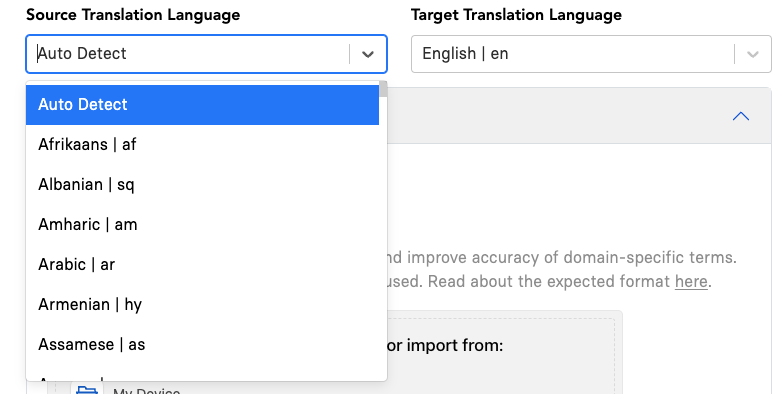 Source Translation Language
Target Translation Language
Auto Detect
English | en
Auto Detect
Afrikaans | af
Albanian | sq
Amharic | am
Arabic | ar
Armenian | hy
Assamese | as
improve accuracy of domain-specific terms.
used. Read about the expected format here.
or import from:
My Device